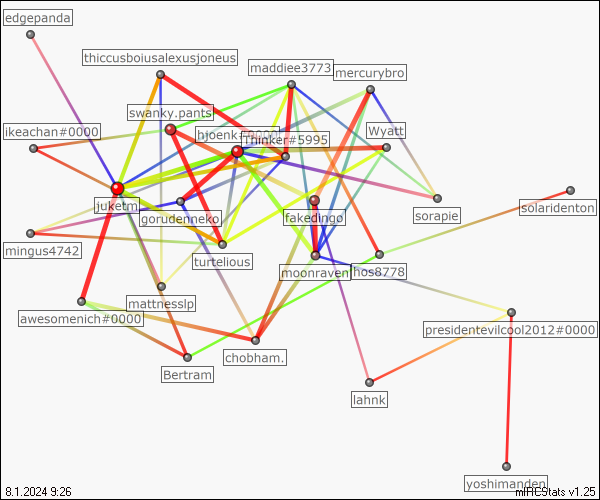 edgepanda
thiccusboiusalexusjoneus
maddiee3773
mercurybro
swanky.pants
ikeachan#0000
Thinker#5995
Wyatt
juketm
gorudenneko
fakedingo
sorapie
solaridenton
mingus4742
turtelious
moonraven
hos8778
mattnesslp
awesomenich#0000
presidentevilcool2012#0000
chobham.
Bertram
lahnk
yoshimanden
8.1.2024 9:26
mIRCStats v1.25